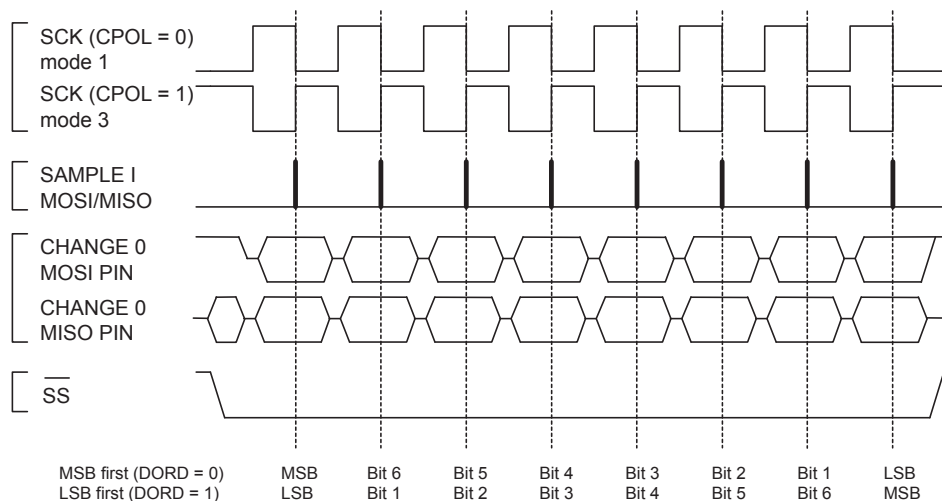 SCK (CPOL = 0)
mode 1
SCK (CPOL = 1)
mode 3
SAMPLE I
MOSI/MISO
CHANGE 0
MOSI PIN
CHANGE 0
MISO PIN
SS
MSB first (DORD = 0) MSB Bit 6 Bit 5 Bit 4 Bit 3 Bit 2 Bit 1 LSB
LSB first (DORD = 1) LSB Bit 1 Bit 2 Bit 3 Bit 4 Bit 5 Bit 6 MSB